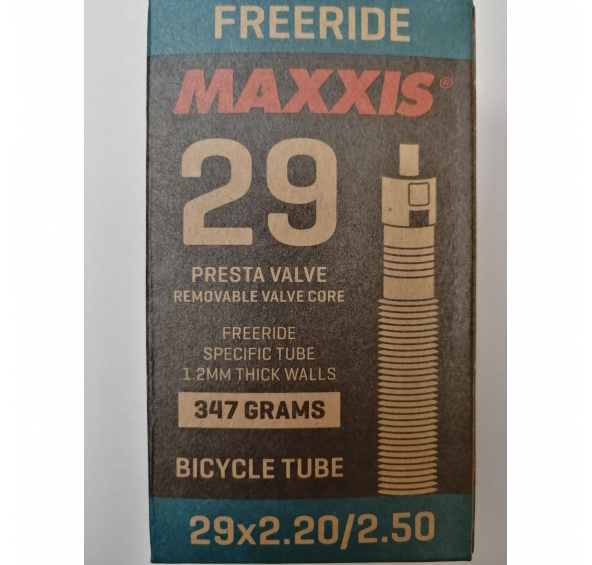 FREERIDE
MAXXIS®
29
PRESTA VALVE
REMOVABLE VALVE CORE
FREERIDE
SPECIFIC TUBE
1.2MM THICK WALLS
347 GRAMS
BICYCLE TUBE
29x2.20/2.50